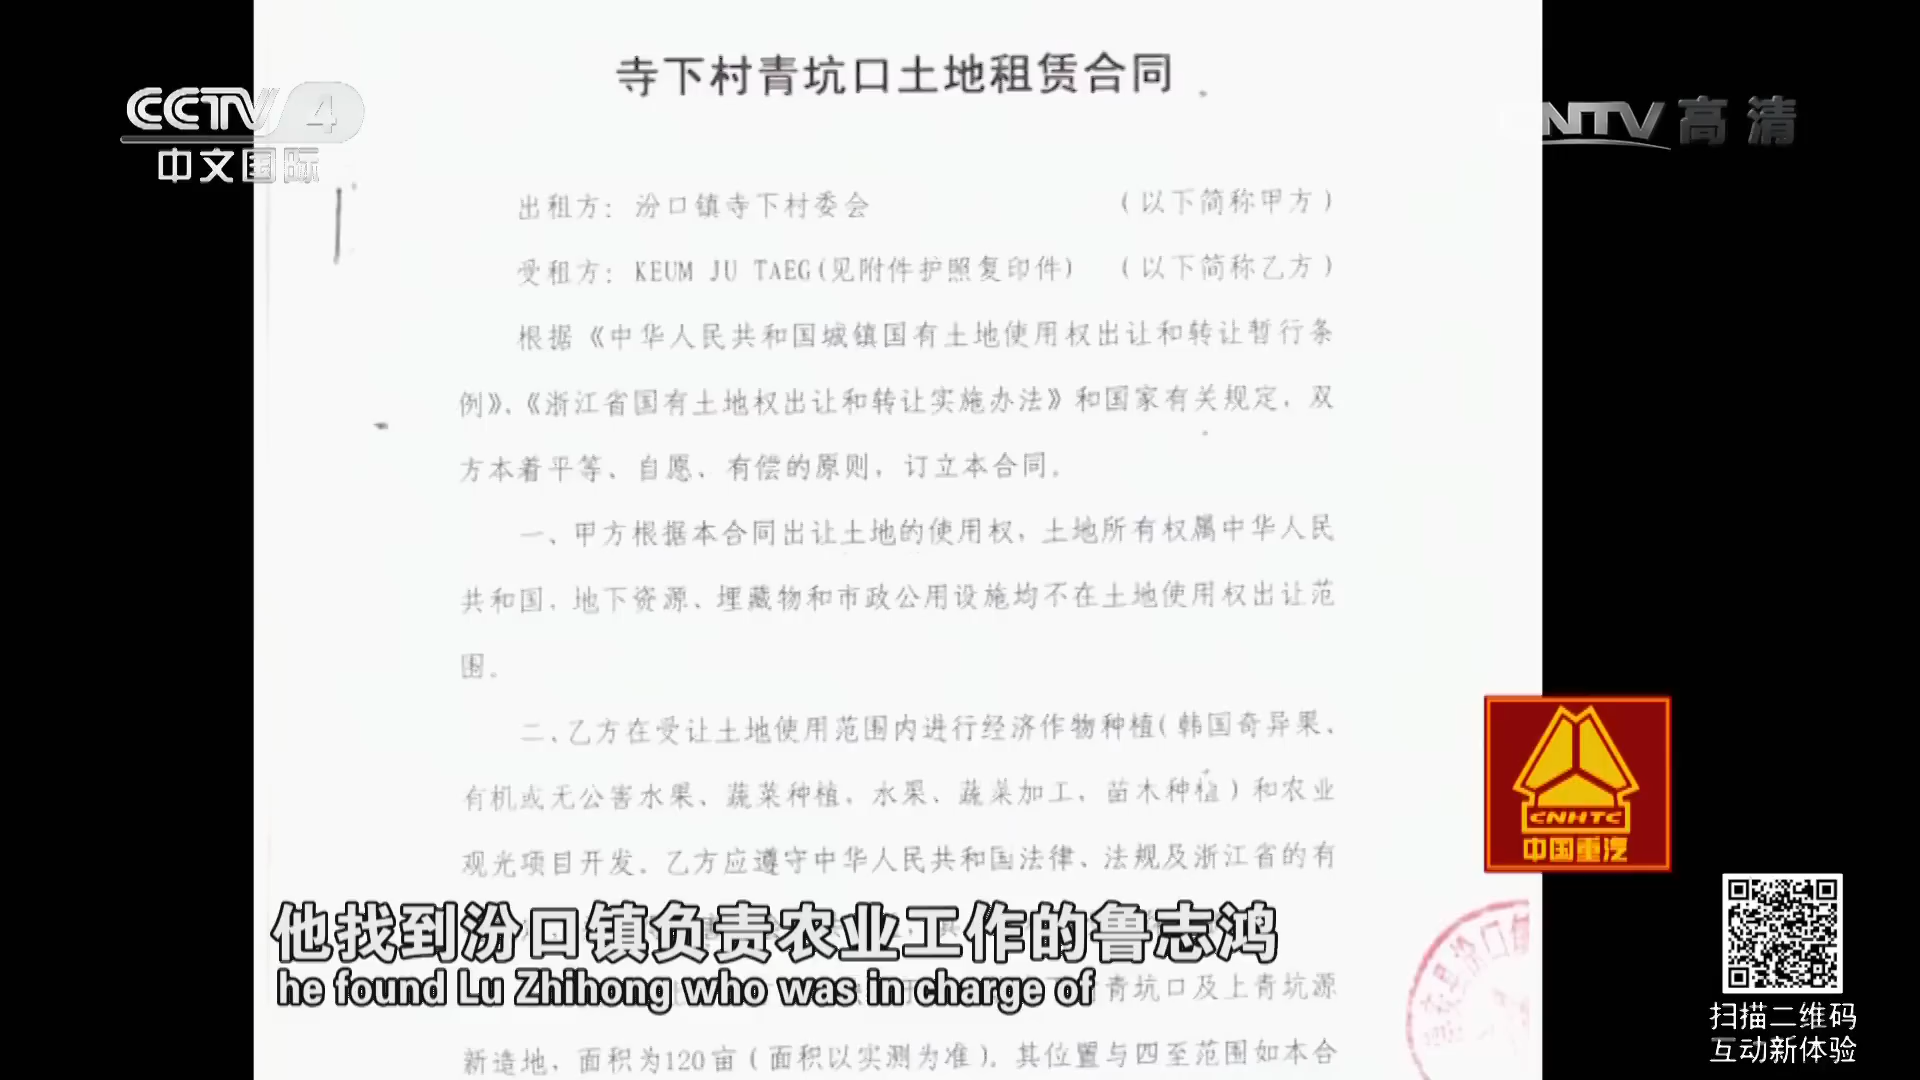 寺下村青坑口土地租赁合同
CCTV 4
中文国际
NTV 高清
出租方：汾口镇寺下村委会 （以下简称甲方）
受租方：KEUM JU TAEG(见附件护照复印件) （以下简称乙方）
根据《中华人民共和国城镇国有土地使用权出让和转让暂行条
例》、《浙江省国有土地权出让和转让实施办法》和国家有关规定，双
方本着平等、自愿、有偿的原则，订立本合同。
一、甲方根据本合同出让土地的使用权，土地所有权属中华人民
共和国，地下资源、埋藏物和市政公用设施均不在土地使用权出让范
围。
二、乙方在受让土地使用范围内进行经济作物种植（韩国奇异果、
有机或无公害水果、蔬菜种植，水果、蔬菜加工，苗木种植）和农业
观光项目开发，乙方应遵守中华人民共和国法律、法规及浙江省的有
CNHTC
中国重汽
他找到汾口镇负责农业工作的鲁志鸿
he found Lu Zhihong who was in charge of
青坑口及上青坑源
新造地，面积为120亩（面积以实测为准），其位置与四至范围如本合
汾口镇
扫描二维码
互动新体验